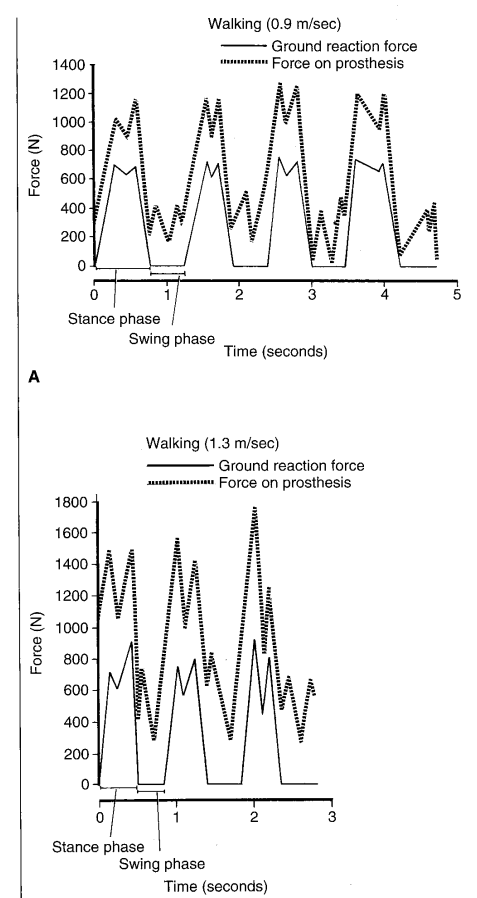 Walking (0.9 m/sec)
Ground reaction force
Force on prosthesis
1400
1200
1000
800
600
400
200
0
Force (N)
0 1 2 3 4 5
Stance phase
Swing phase
Time (seconds)
A
Walking (1.3 m/sec)
Ground reaction force
Force on prosthesis
1800
1600
1400
1200
1000
800
600
400
200
0
Force (N)
0 1 2 3
Stance phase
Swing phase
Time (seconds)